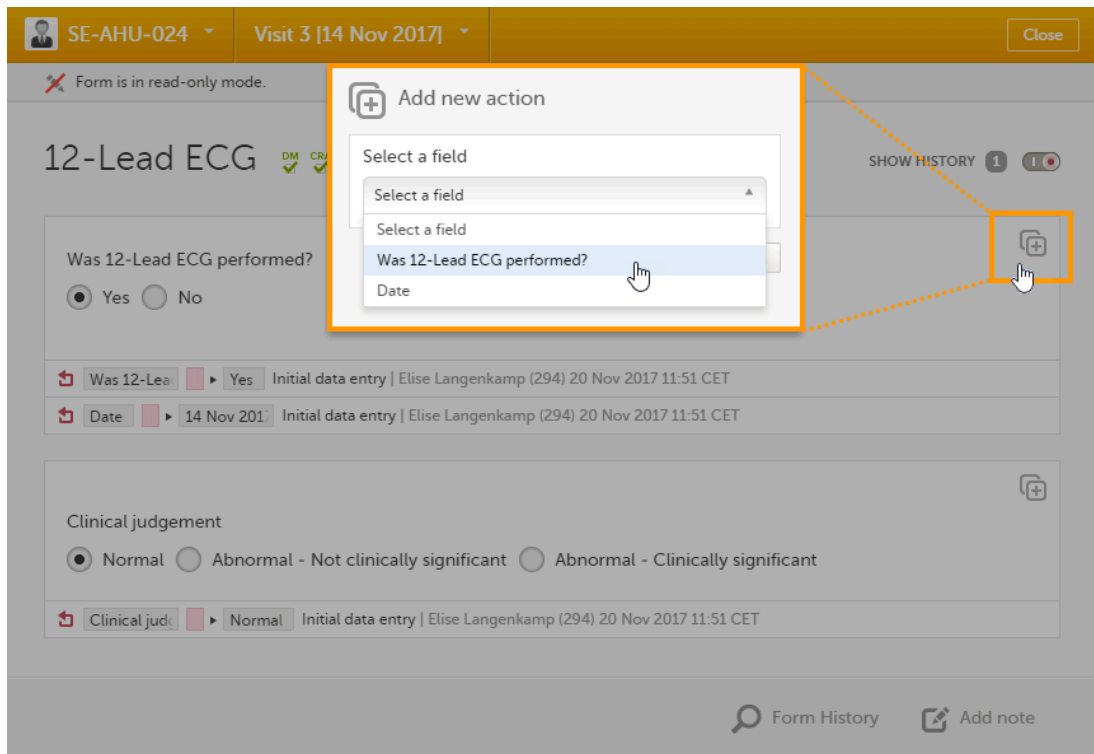 SE-AHU-024
Visit 3 [14 Nov 2017]
Close
Form is in read-only mode.
Add new action
12-Lead ECG
DM
CRA
SHOW HISTORY 1
Select a field
Select a field
Select a field
Was 12-Lead ECG performed?
Date
Was 12-Lead ECG performed?
Yes No
Was 12-Lea Yes Initial data entry | Elise Langenkamp (294) 20 Nov 2017 11:51 CET
Date 14 Nov 201 Initial data entry | Elise Langenkamp (294) 20 Nov 2017 11:51 CET
Clinical judgement
Normal Abnormal - Not clinically significant Abnormal - Clinically significant
Clinical jud Normal Initial data entry | Elise Langenkamp (294) 20 Nov 2017 11:51 CET
Form History Add note